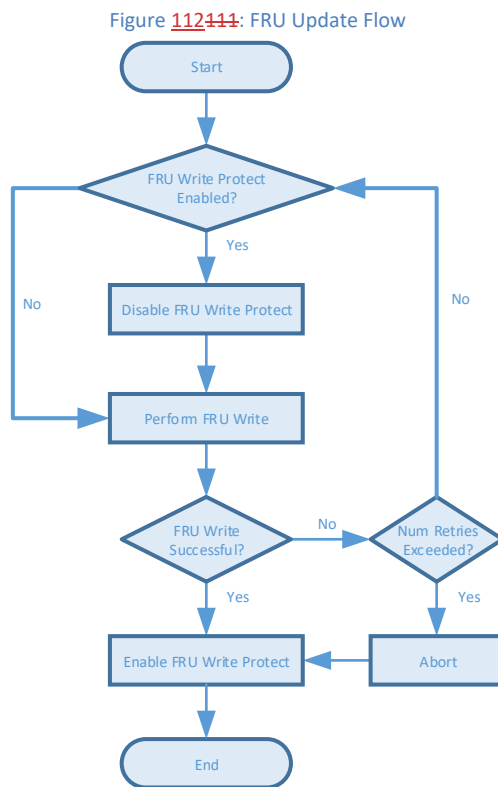 Figure 112111: FRU Update Flow
Start
FRU Write Protect
Enabled?
Yes
No
No
Disable FRU Write Protect
Perform FRU Write
FRU Write
Successful?
No
Num Retries
Exceeded?
Yes
Yes
Enable FRU Write Protect
Abort
End